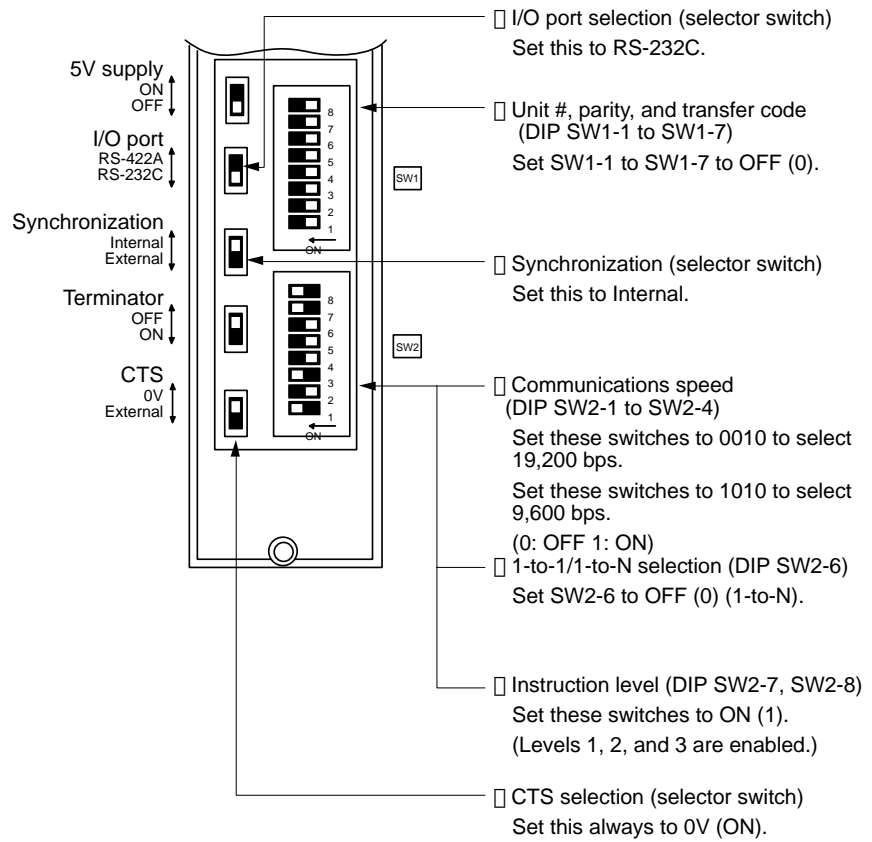 I/O port selection (selector switch)
Set this to RS-232C.
5V supply
ON
OFF
I/O port
RS-422A
RS-232C
Synchronization
Internal
External
Terminator
OFF
ON
CTS
0V
External
8
7
6
5
4
3
2
1
ON
SW1
8
7
6
5
4
3
2
1
ON
SW2
Unit #, parity, and transfer code
(DIP SW1-1 to SW1-7)
Set SW1-1 to SW1-7 to OFF (0).
Synchronization (selector switch)
Set this to Internal.
Communications speed
(DIP SW2-1 to SW2-4)
Set these switches to 0010 to select
19,200 bps.
Set these switches to 1010 to select
9,600 bps.
(0: OFF 1: ON)
1-to-1/1-to-N selection (DIP SW2-6)
Set SW2-6 to OFF (0) (1-to-N).
Instruction level (DIP SW2-7, SW2-8)
Set these switches to ON (1).
(Levels 1, 2, and 3 are enabled.)
CTS selection (selector switch)
Set this always to 0V (ON).